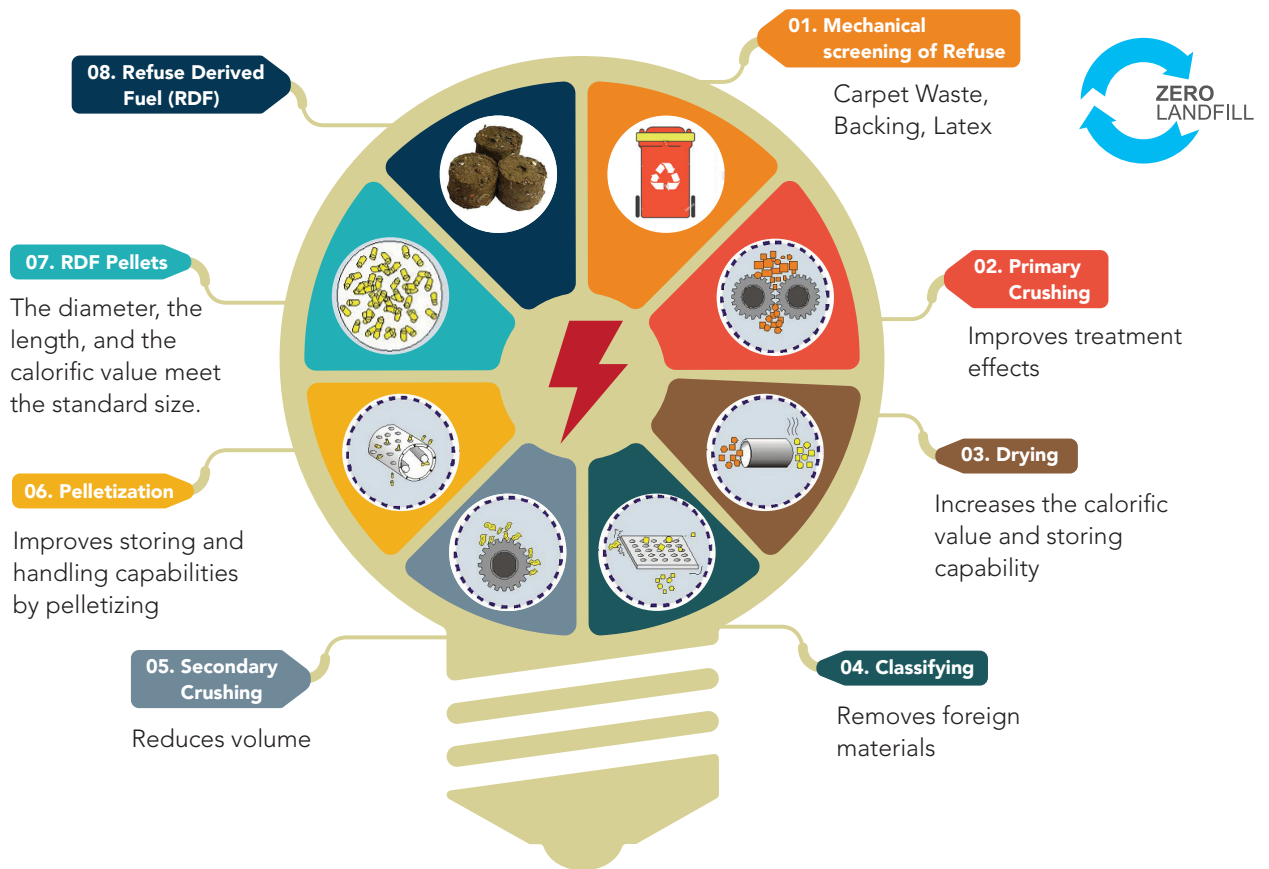 01. Mechanical
screening of Refuse
Carpet Waste,
Backing, Latex
ZERO
LANDFILL
02. Primary
Crushing
Improves treatment
effects
03. Drying
Increases the calorific
value and storing
capability
04. Classifying
Removes foreign
materials
05. Secondary
Crushing
Reduces volume
06. Pelletization
Improves storing and
handling capabilities
by pelletizing
07. RDF Pellets
The diameter, the
length, and the
calorific value meet
the standard size.
08. Refuse Derived
Fuel (RDF)